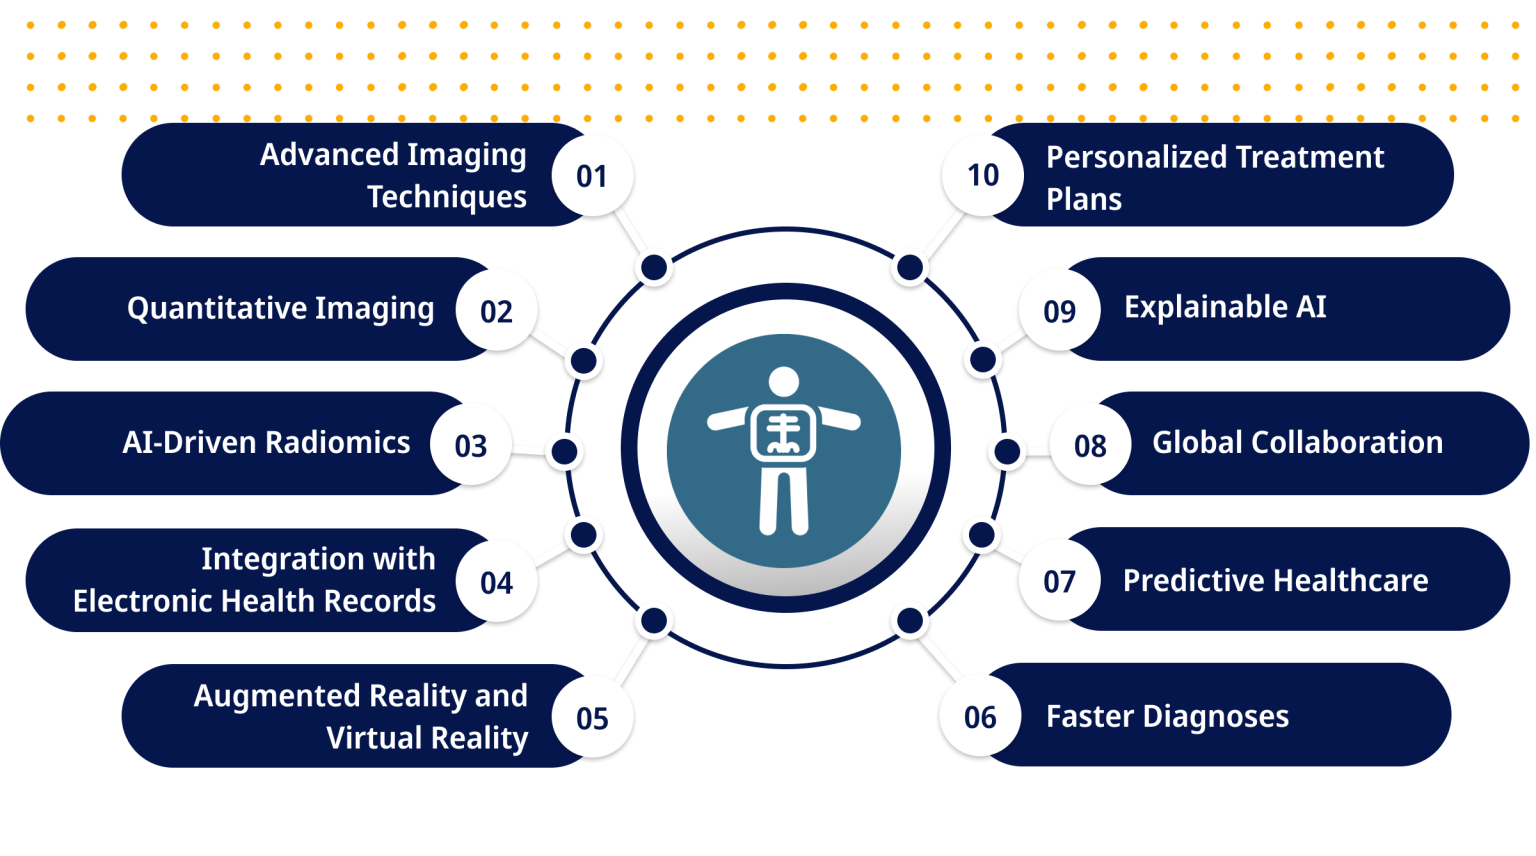 Advanced Imaging
Techniques
01
Quantitative Imaging
02
AI-Driven Radiomics
03
Integration with
Electronic Health Records
04
Augmented Reality and
Virtual Reality
05
10
Personalized Treatment
Plans
09
Explainable AI
08
Global Collaboration
07
Predictive Healthcare
06
Faster Diagnoses